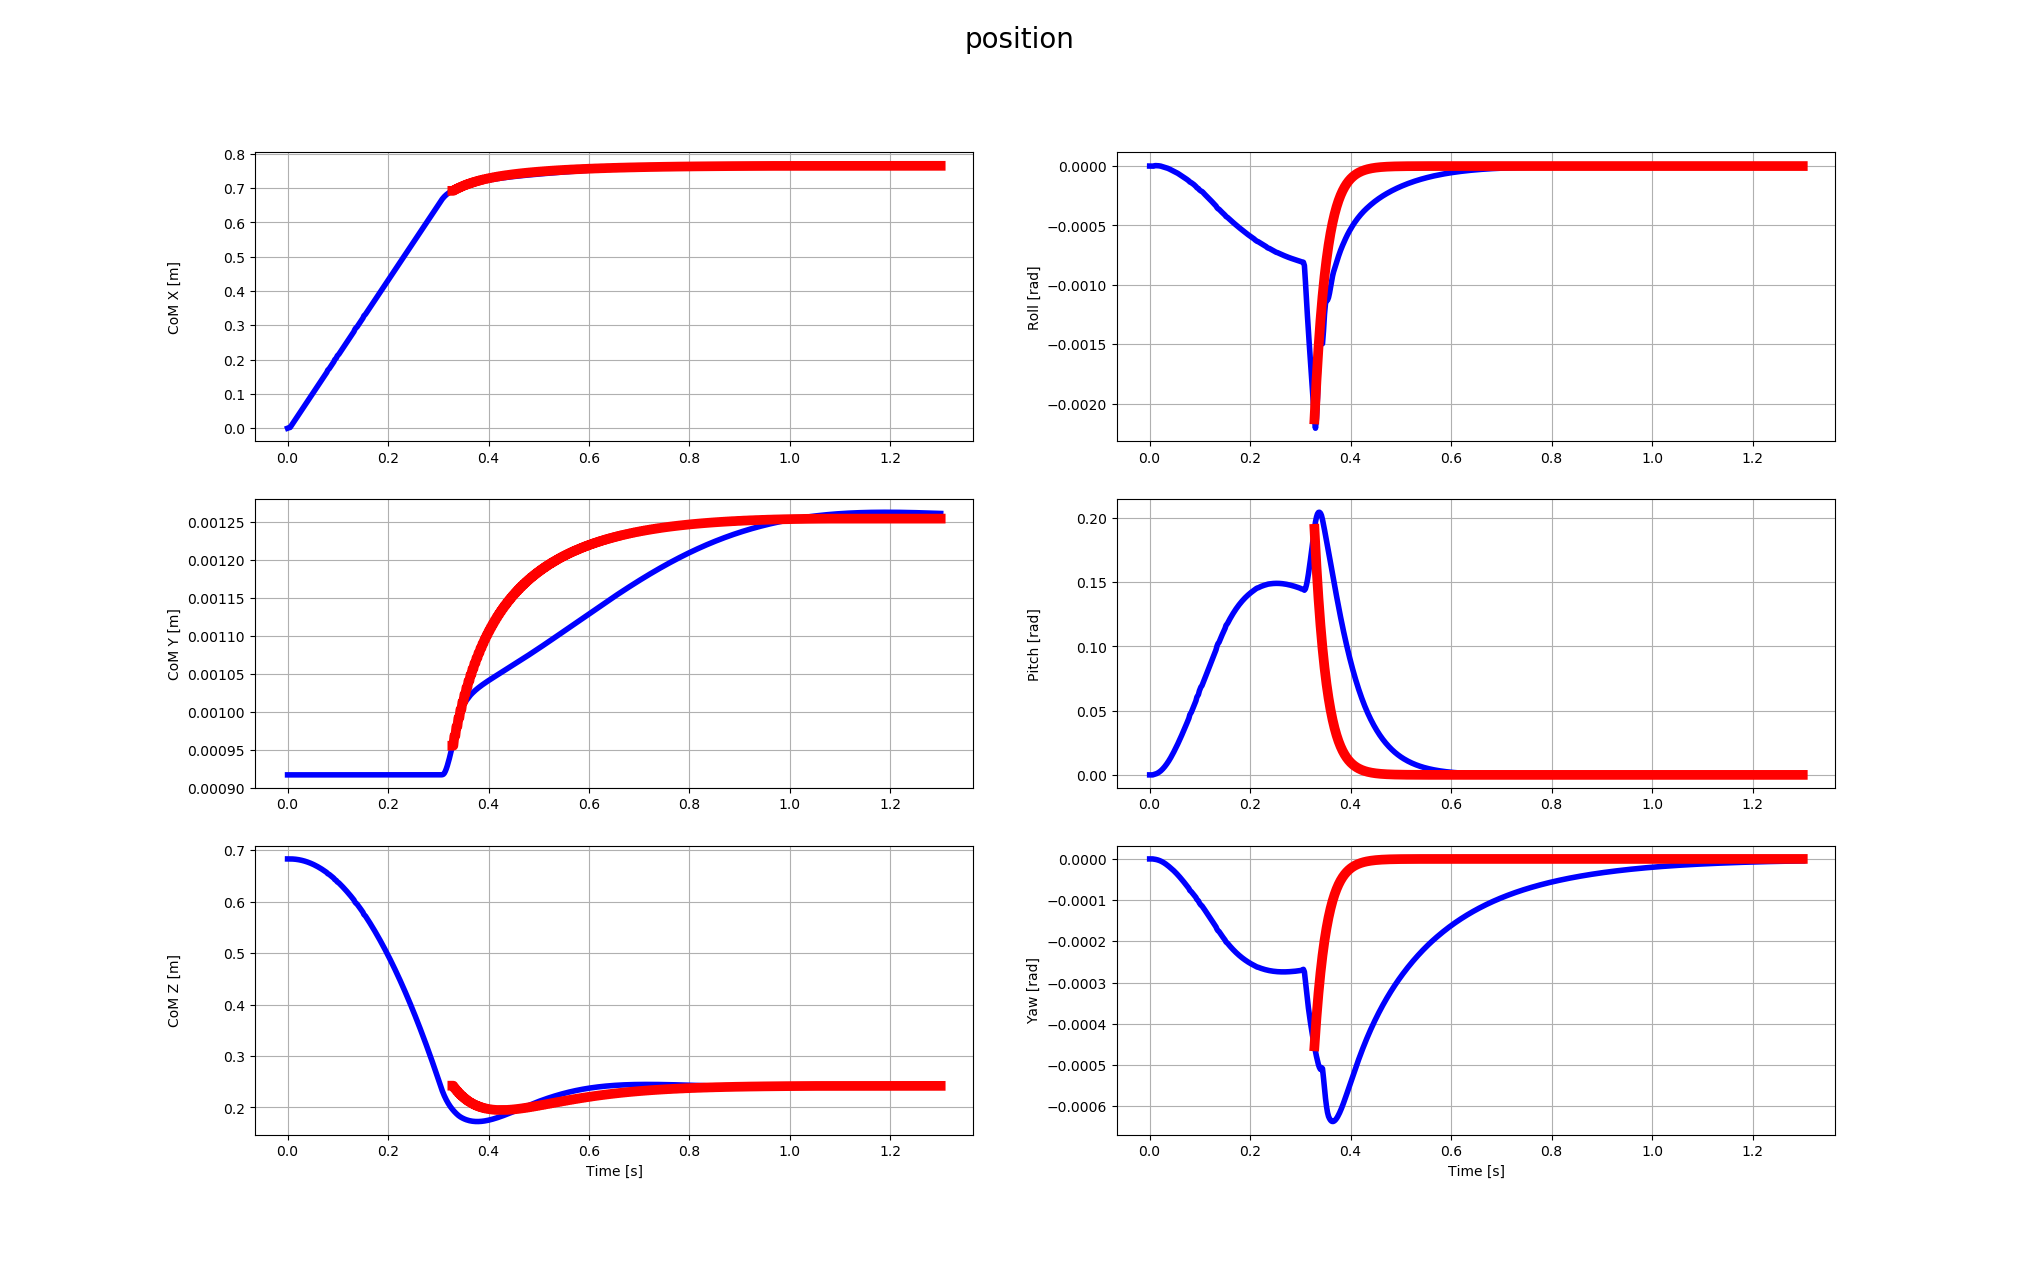 position
CoM X [m]
0.8
0.7
0.6
0.5
0.4
0.3
0.2
0.1
0.0
0.0 0.2 0.4 0.6 0.8 1.0 1.2
Roll [rad]
0.0000
−0.0005
−0.0010
−0.0015
−0.0020
0.0 0.2 0.4 0.6 0.8 1.0 1.2
CoM Y [m]
0.00125
0.00120
0.00115
0.00110
0.00105
0.00100
0.00095
0.00090
0.0 0.2 0.4 0.6 0.8 1.0 1.2
Pitch [rad]
0.20
0.15
0.10
0.05
0.00
0.0 0.2 0.4 0.6 0.8 1.0 1.2
CoM Z [m]
0.7
0.6
0.5
0.4
0.3
0.2
0.0 0.2 0.4 0.6 0.8 1.0 1.2
Time [s]
Yaw [rad]
0.0000
−0.0001
−0.0002
−0.0003
−0.0004
−0.0005
−0.0006
0.0 0.2 0.4 0.6 0.8 1.0 1.2
Time [s]